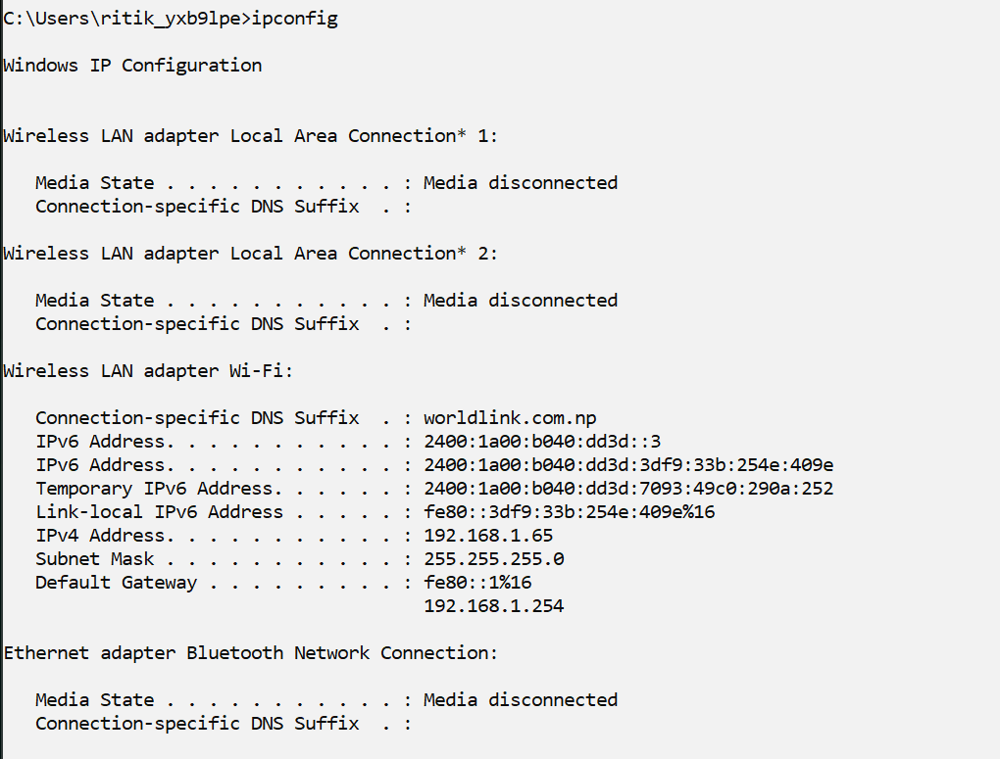 C:\Users\ritik_yxb9lpe>ipconfig
Windows IP Configuration
Wireless LAN adapter Local Area Connection* 1:
   Media State . . . . . . . . . . . : Media disconnected
   Connection-specific DNS Suffix  . :
Wireless LAN adapter Local Area Connection* 2:
   Media State . . . . . . . . . . . : Media disconnected
   Connection-specific DNS Suffix  . :
Wireless LAN adapter Wi-Fi:
   Connection-specific DNS Suffix  . : worldlink.com.np
   IPv6 Address. . . . . . . . . . . : 2400:1a00:b040:dd3d::3
   IPv6 Address. . . . . . . . . . . : 2400:1a00:b040:dd3d:3df9:33b:254e:409e
   Temporary IPv6 Address. . . . . . : 2400:1a00:b040:dd3d:7093:49c0:290a:252
   Link-local IPv6 Address . . . . . : fe80::3df9:33b:254e:409e%16
   IPv4 Address. . . . . . . . . . . : 192.168.1.65
   Subnet Mask . . . . . . . . . . . : 255.255.255.0
   Default Gateway . . . . . . . . . : fe80::1%16
                                       192.168.1.254
Ethernet adapter Bluetooth Network Connection:
   Media State . . . . . . . . . . . : Media disconnected
   Connection-specific DNS Suffix  . :